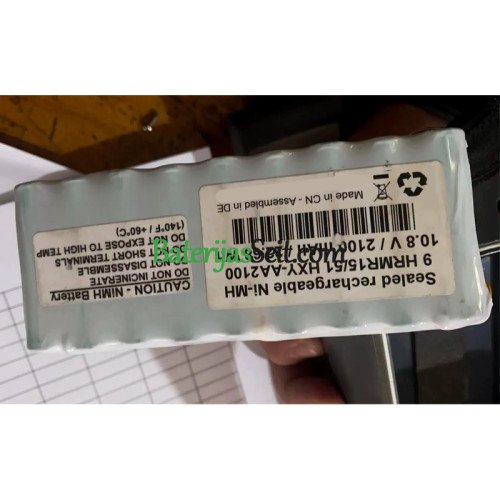 Sealed rechargeable Ni-MH
9 HRMR15/51 HXY-AA2100
10.8 V / 2100 mAh
Made in CN - Assembled in DE
CAUTION - NIMH Battery
DO NOT INCINERATE
DO NOT DISASSEMBLE
DO NOT SHORT TERMINALS
DO NOT EXPOSE TO HIGH TEMP
(140°F / +60°C)
BaterijasSeit.com